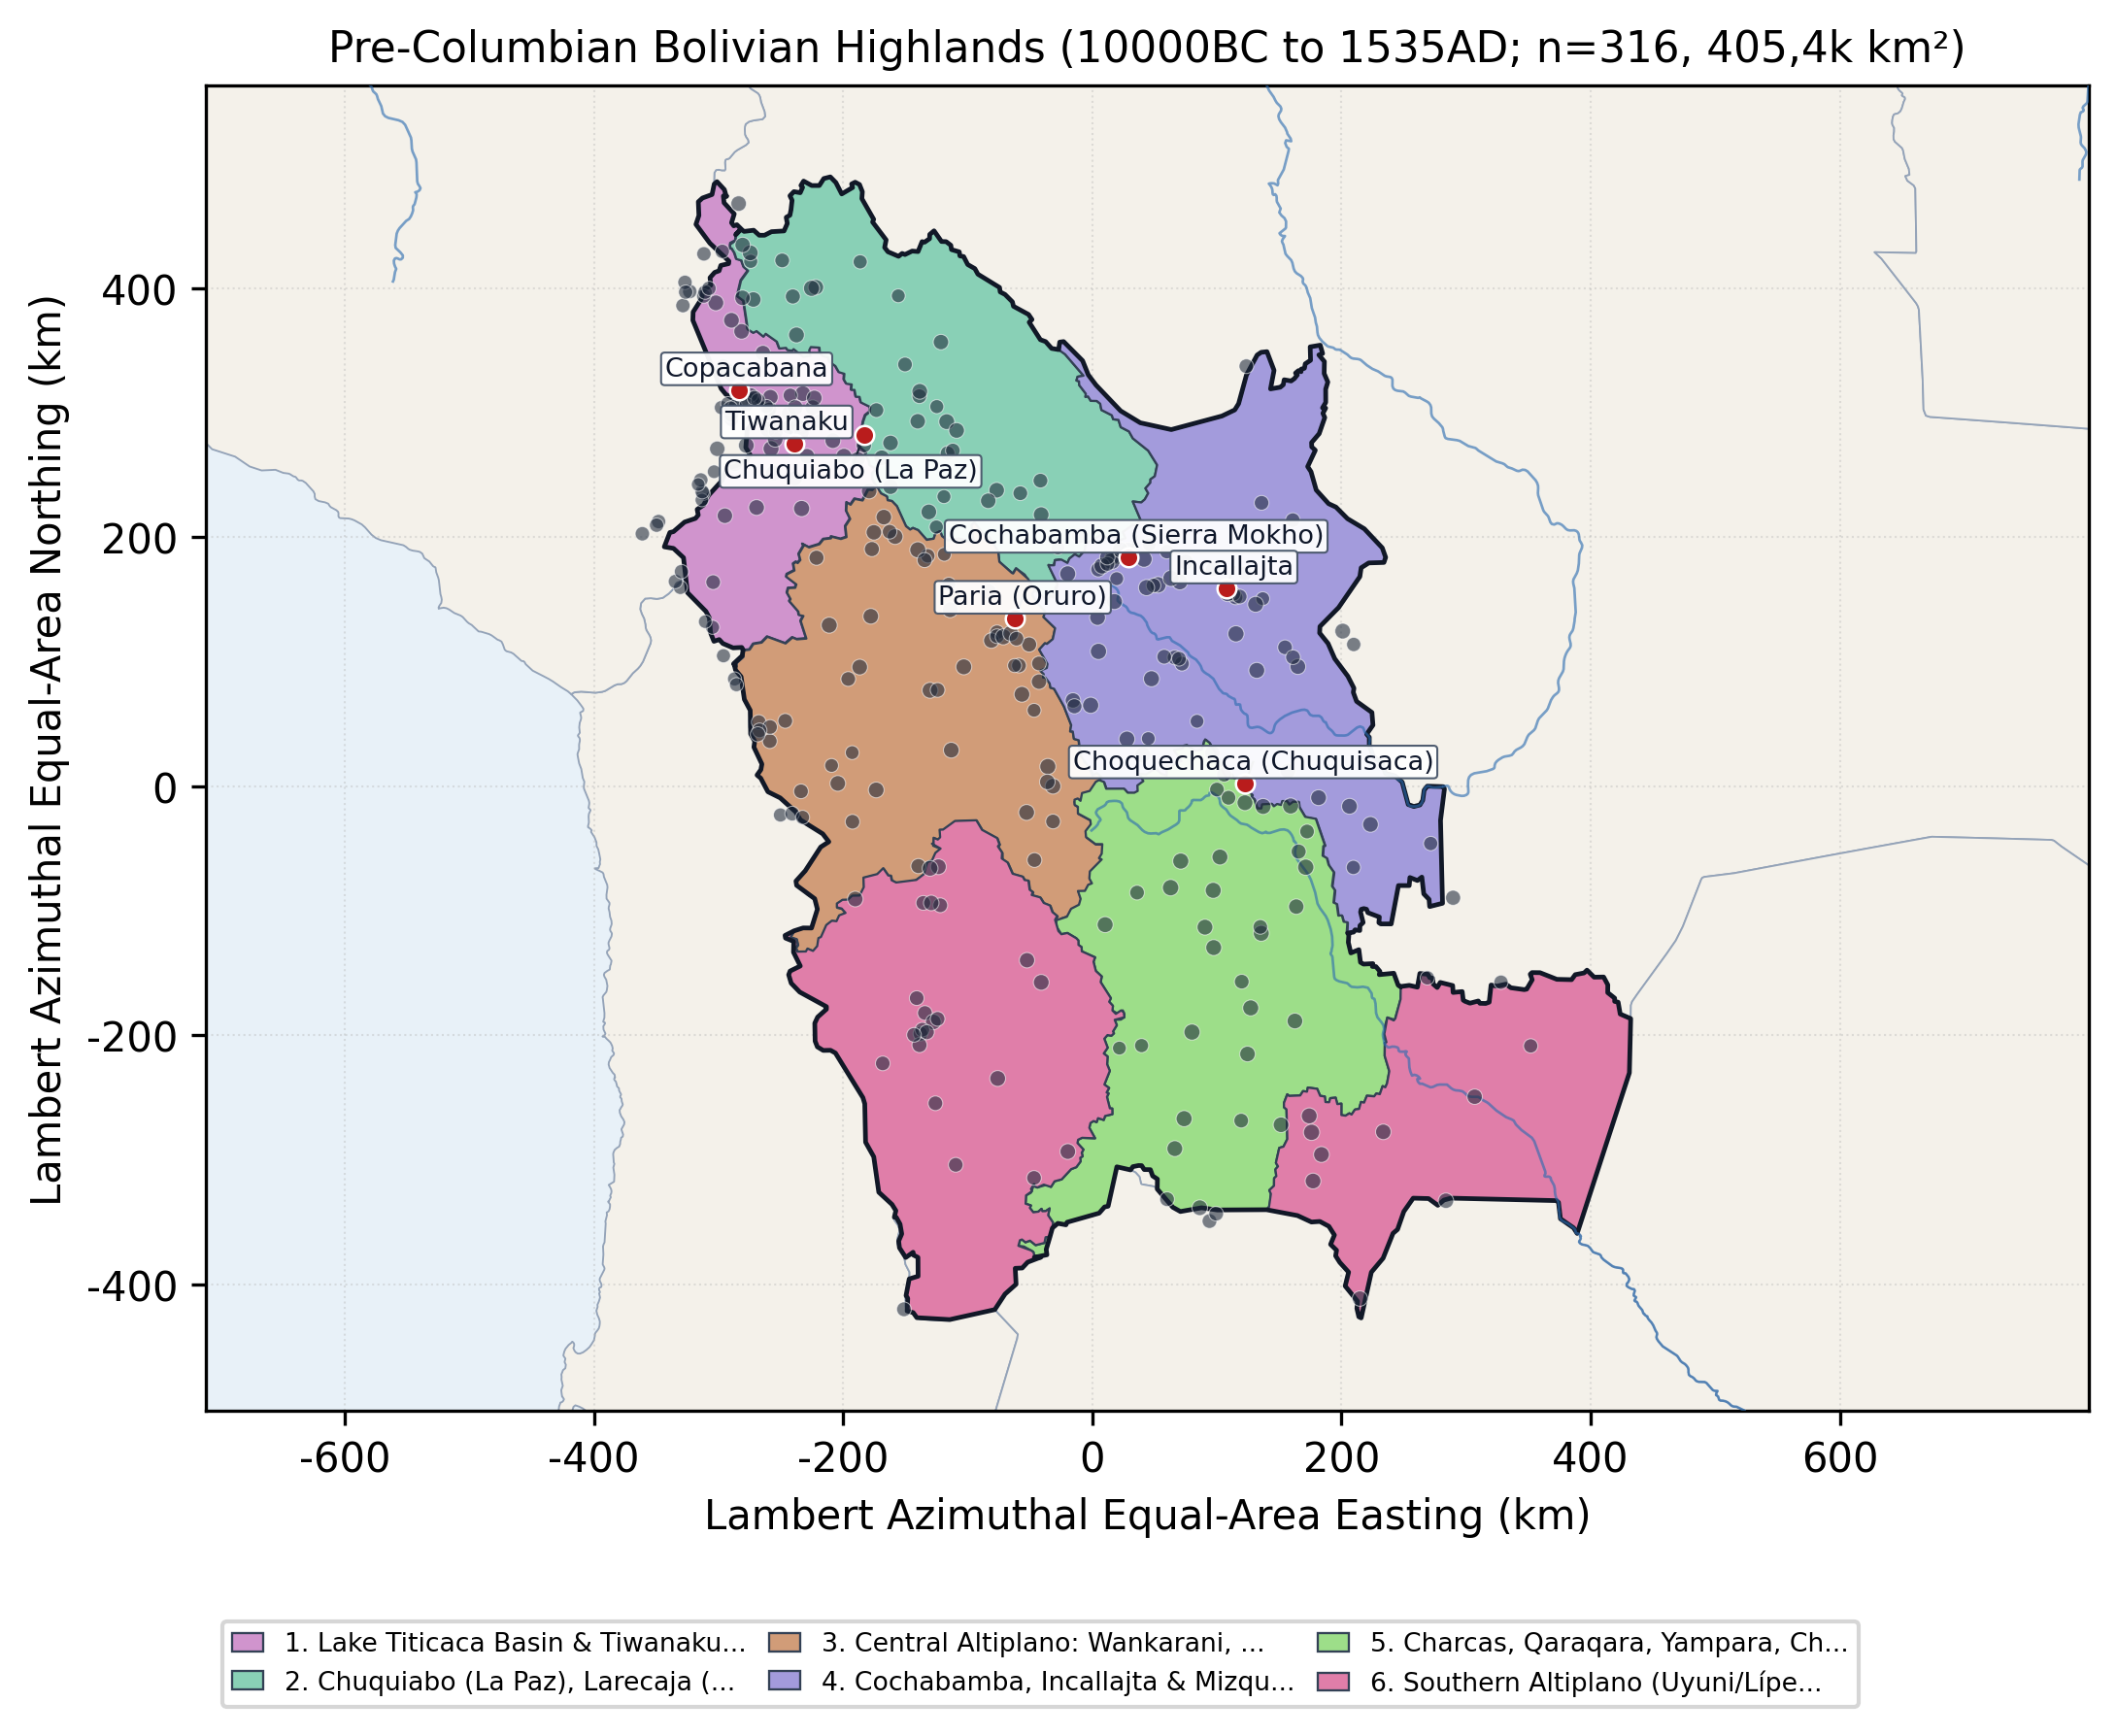 Pre-Columbian Bolivian Highlands (10000BC to 1535AD; n=316, 405,4k km²)
Lambert Azimuthal Equal-Area Northing (km)
400
200
0
-200
-400
Copacabana
Tiwanaku
Chuquiabo (La Paz)
Cochabamba (Sierra Mokho)
Incallajta
Paria (Oruro)
Choquechaca (Chuquisaca)
-600
-400
-200
0
200
400
600
Lambert Azimuthal Equal-Area Easting (km)
1. Lake Titicaca Basin & Tiwanaku...
2. Chuquiabo (La Paz), Larecaja (...
3. Central Altiplano: Wankarani, ...
4. Cochabamba, Incallajta & Mizqu...
5. Charcas, Qaraqara, Yampara, Ch...
6. Southern Altiplano (Uyuni/Lípe...